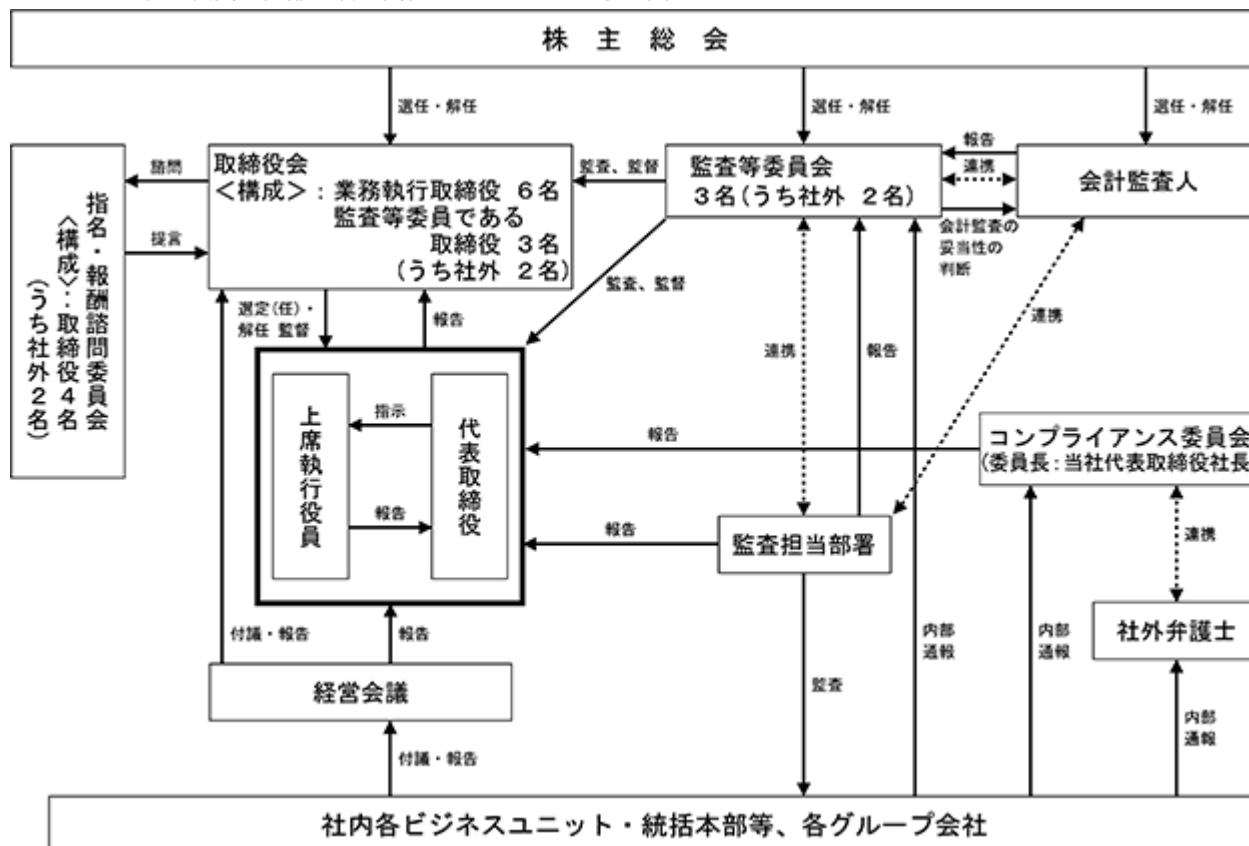 株主総会
選任・解任
選任・解任
選任・解任
諮問
提言
指名・報酬諮問委員会
<構成>:取締役4名
(うち社外2名)
取締役会
<構成>:業務執行取締役 6名
監査等委員である
取締役 3名
(うち社外 2名)
監査、監督
監査等委員会
3名(うち社外 2名)
報告
連携
会計監査の
妥当性の
判断
会計監査人
選定(任)・
解任 監督
報告
監査、監督
連携
報告
連携
上席執行役員
指示
報告
代表取締役
報告
コンプライアンス委員会
(委員長:当社代表取締役社長
報告
監査担当部署
連携
社外弁護士
付議・報告
報告
経営会議
付議・報告
監査
内部
通報
内部
通報
内部
通報
社内各ビジネスユニット・統括本部等、各グループ会社